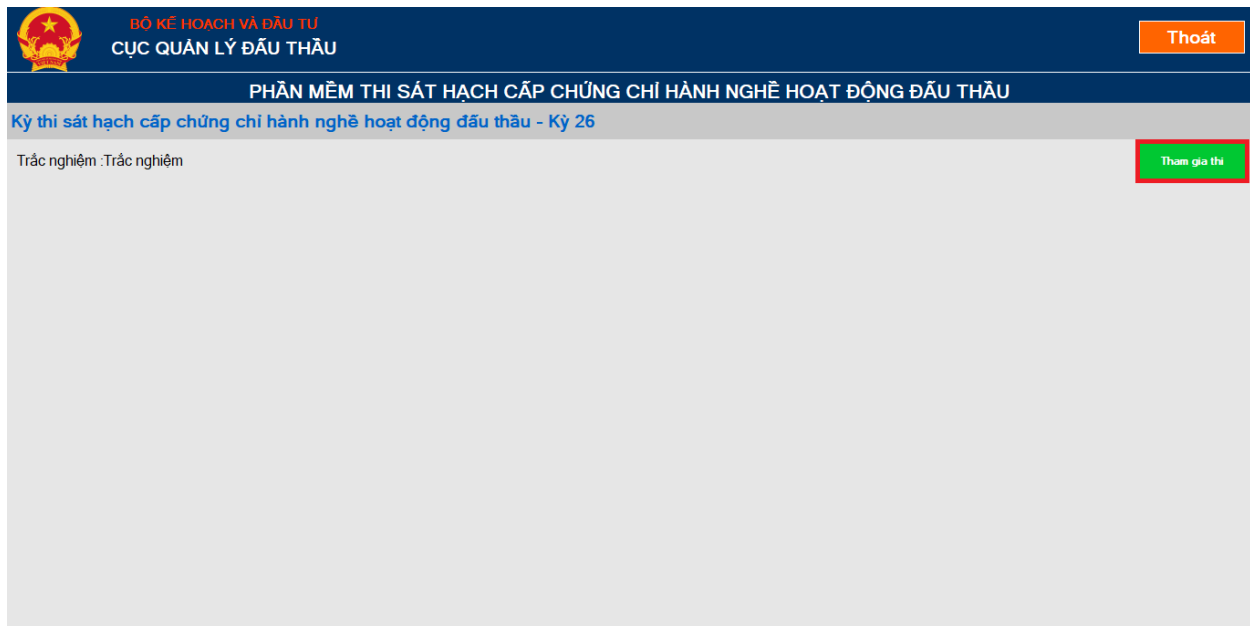 BỘ KẾ HOẠCH VÀ ĐẦU TƯ
CỤC QUẢN LÝ ĐẤU THẦU
Thoát
PHẦN MỀM THI SÁT HẠCH CẤP CHỨNG CHỈ HÀNH NGHỀ HOẠT ĐỘNG ĐẤU THẦU
Kỳ thi sát hạch cấp chứng chỉ hành nghề hoạt động đấu thầu - Kỳ 26
Trắc nghiệm :Trắc nghiệm
Tham gia thi